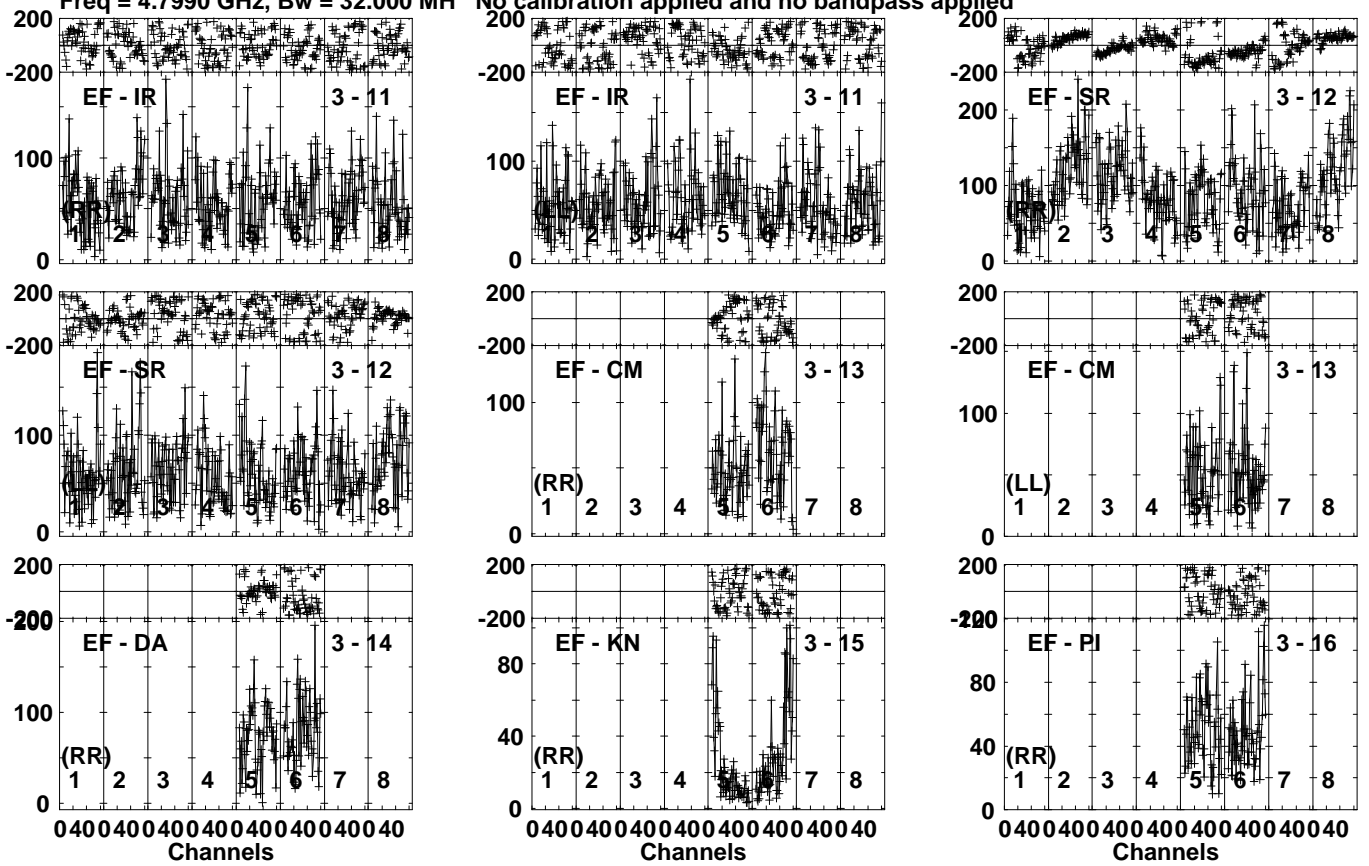 Freq = 4.7990 GHz, Bw = 32.000 MH   No calibration applied and no bandpass applied
200 200 200
-200 -200 -200
EF - IR 3 - 11 EF - IR 3 - 11 EF - SR 3 - 12
200
100 100 100
(RR) (LL) (RR)
1 2 3 4 5 6 7 8 1 2 3 4 5 6 7 8 1 2 3 4 5 6 7 8
0 0 0
200 200 200
-200 -200 -200
EF - SR 3 - 12 EF - CM 3 - 13 EF - CM 3 - 13
100 100 100
(LL) (RR) (LL)
1 2 3 4 5 6 7 8 1 2 3 4 5 6 7 8 1 2 3 4 5 6 7 8
0 0 0
200 200 200
-200 -200 -200
200 120
EF - DA 3 - 14 EF - KN 3 - 15 EF - PI 3 - 16
80 80
100
40 40
(RR) (RR) (RR)
1 2 3 4 5 6 7 8 1 2 3 4 5 6 7 8 1 2 3 4 5 6 7 8
0 0 0
0 40 0 40 0 40 0 40 0 40 0 40 0 40 0 40 0 40 0 40 0 40 0 40 0 40 0 40 0 40 0 40 0 40 0 40 0 40 0 40 0 40 0 40 0 40 0 40
Channels Channels Channels